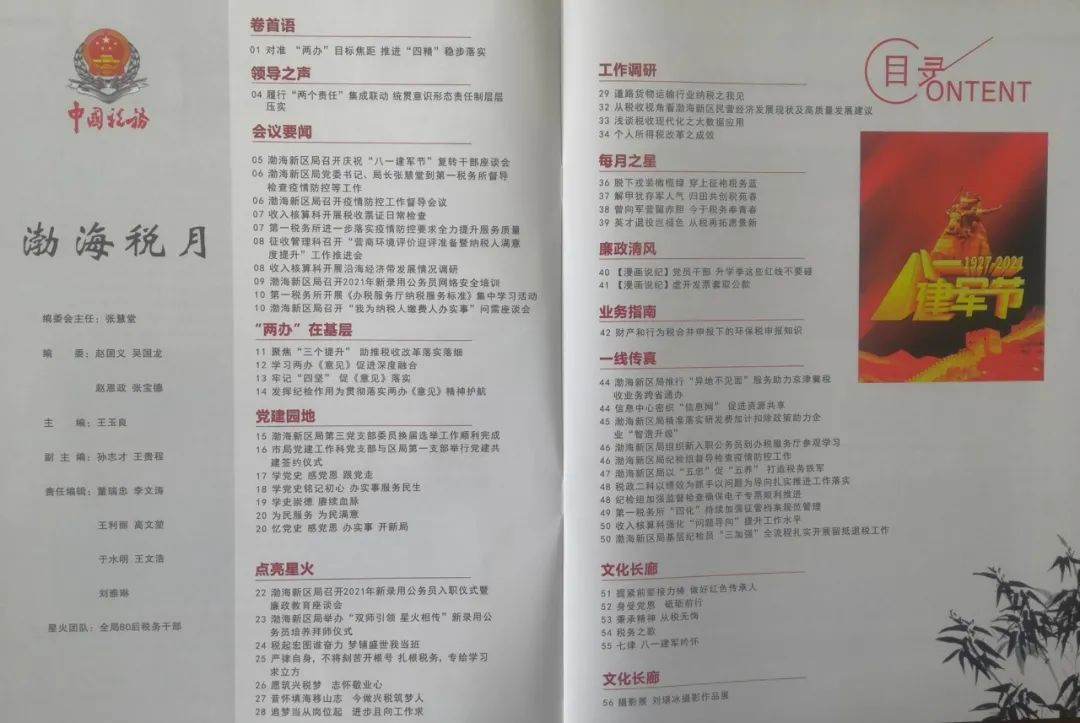 中国税务
渤海税月
编委会主任：张慧堂
编 委：赵国义 吴国龙
赵恩政 张宝德
主 编：王玉良
副 主 编：孙志才 王贵程
责任编辑：董瑞忠 李文涛
王利丽 高文堃
于水明 王文浩
刘雅琳
星火团队：全局80后税务干部
卷首语
01 对准 “两办”目标焦距 推进“四精”稳步落实
领导之声
04 履行“两个责任”集成联动 统贯意识形态责任制层层
压实
会议要闻
05 渤海新区局召开庆祝“八一建军节”复转干部座谈会
06 渤海新区局党委书记、局长张慧堂到第一税务所督导
检查疫情防控等工作
06 渤海新区局召开疫情防控工作督导会议
07 收入核算科开展税收票证日常检查
07 第一税务所进一步落实疫情防控要求全力提升服务质量
08 征收管理科召开“营商环境评价迎评准备暨纳税人满意
度提升”工作推进会
08 收入核算科开展沿海经济带发展情况调研
09 渤海新区局召开2021年新录用公务员网络安全培训
10 第一税务所开展《办税服务厅纳税服务标准》集中学习活动
10 渤海新区局召开“我为纳税人缴费人办实事”问需座谈会
“两办”在基层
11 聚焦“三个提升” 助推税收改革落实落细
12 学习两办《意见》促进深度融合
13 牢记“四坚” 促《意见》落实
14 发挥纪检作用为贯彻落实两办《意见》精神护航
党建园地
15 渤海新区局第三党支部委员换届选举工作顺利完成
16 市局党建工作科党支部与区局第一支部举行党建共
建签约仪式
17 学党史 感党恩 跟党走
18 学党史铭记初心 办实事服务民生
19 学史崇德 赓续血脉
20 为民服务 为民满意
20 忆党史 感党恩 办实事 开新局
点亮星火
22 渤海新区局召开2021年新录用公务员入职仪式暨
廉政教育座谈会
23 渤海新区局举办“双师引领 星火相传”新录用公
务员培养拜师仪式
24 税起宏图谁奋力 梦铺盛世我当班
25 严律自身，不将刻苦开根号 扎根税务，专给学习
求立方
26 愿筑兴税梦 志怀敬业心
27 昔怀填海移山志 今做兴税筑梦人
28 追梦当从岗位起 进步且向工作求
目录
CONTENT
工作调研
29 道路货物运输行业纳税之我见
32 从税收视角看渤海新区民营经济发展现状及高质量发展建议
33 浅谈税收现代化之大数据应用
34 个人所得税改革之成效
每月之星
36 脱下戎装橄榄绿 穿上征袍税务蓝
37 解甲犹存军人气 归田共创税苑春
38 曾向军营留赤胆 今于税务奉青春
39 英才退役岂褪色 从税再拓愿景新
廉政清风
40 【漫画说纪】党员干部 升学季这些红线不要碰
41 【漫画说纪】虚开发票套取公款
业务指南
42 财产和行为税合并申报下的环保税申报知识
一线传真
44 渤海新区局推行“异地不见面”服务助力京津冀税
收业务跨省通办
44 信息中心密织“信息网” 促进资源共享
45 渤海新区局精准落实研发费加计扣除政策助力企
业“智造升级”
46 渤海新区局组织新入职公务员到办税服务厅参观学习
46 渤海新区局纪检组督导检查疫情防控工作
47 渤海新区局以“五名”促“五养” 打造税务铁军
48 税政二科以绩效为抓手以问题为导向扎实推进工作落实
48 纪检组加强监督检查确保电子专票顺利推进
49 第一税务所“四化”持续加强征管档案规范管理
50 收入核算科强化“问题导向”提升工作水平
50 渤海新区局基层纪检员“三加强”全流程扎实开展留抵退税工作
文化长廊
51 握紧前辈接力棒 做好红色传承人
52 身受党恩 砥砺前行
53 秉承精神 从税无悔
54 税务之歌
55 七律 八一建军岭怀
文化长廊
56 摄影展 刘堪冰摄影作品展
八一
1927-2021
建军节